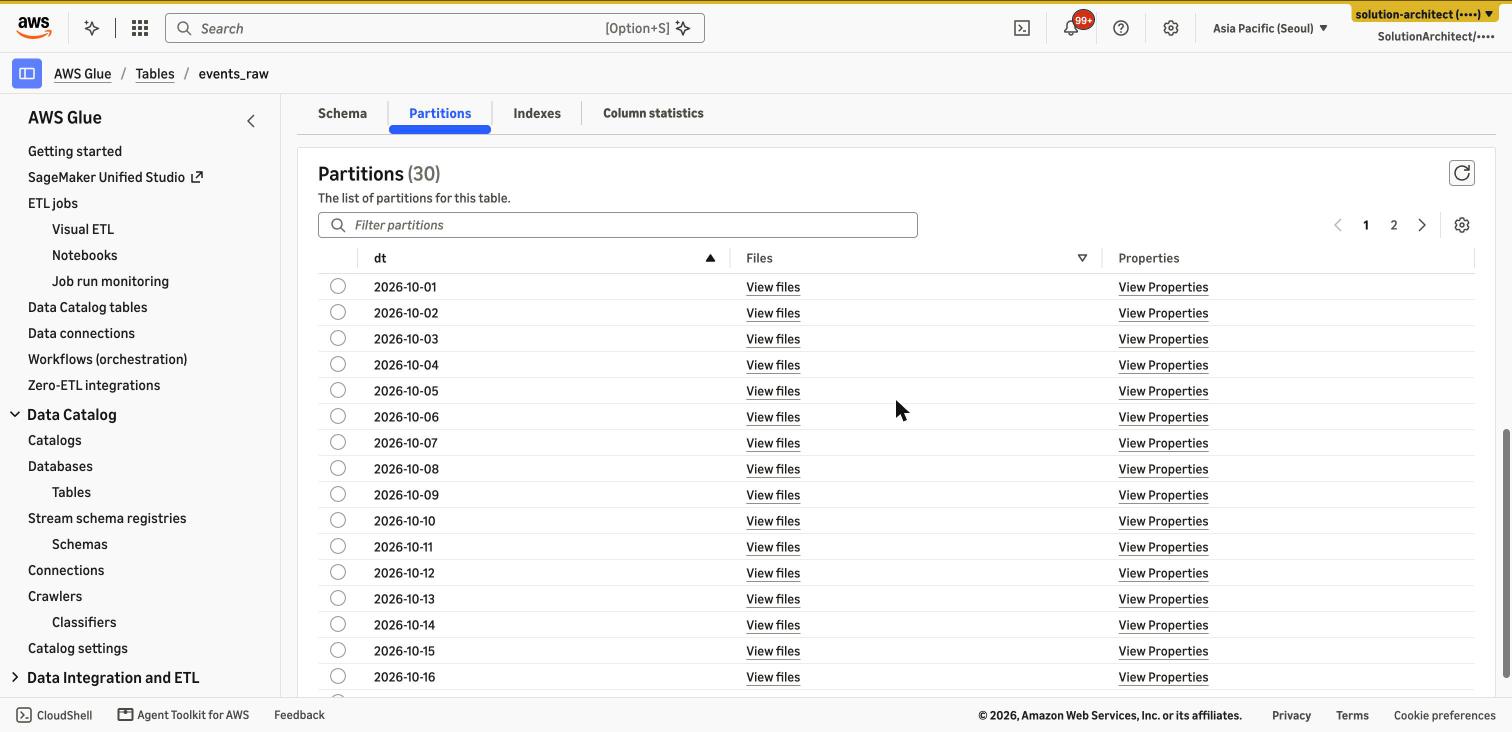 aws
Search [Option+S]
99+
Asia Pacific (Seoul)
solution-architect (••••)
SolutionArchitect/••••
AWS Glue / Tables / events_raw
AWS Glue
Getting started
SageMaker Unified Studio
ETL jobs
Visual ETL
Notebooks
Job run monitoring
Data Catalog tables
Data connections
Workflows (orchestration)
Zero-ETL integrations
Data Catalog
Catalogs
Databases
Tables
Stream schema registries
Schemas
Connections
Crawlers
Classifiers
Catalog settings
Data Integration and ETL
Schema Partitions Indexes Column statistics
Partitions (30)
The list of partitions for this table.
Filter partitions
1 2
dt Files Properties
2026-10-01 View files View Properties
2026-10-02 View files View Properties
2026-10-03 View files View Properties
2026-10-04 View files View Properties
2026-10-05 View files View Properties
2026-10-06 View files View Properties
2026-10-07 View files View Properties
2026-10-08 View files View Properties
2026-10-09 View files View Properties
2026-10-10 View files View Properties
2026-10-11 View files View Properties
2026-10-12 View files View Properties
2026-10-13 View files View Properties
2026-10-14 View files View Properties
2026-10-15 View files View Properties
2026-10-16 View files View Properties
CloudShell Agent Toolkit for AWS Feedback
© 2026, Amazon Web Services, Inc. or its affiliates. Privacy Terms Cookie preferences